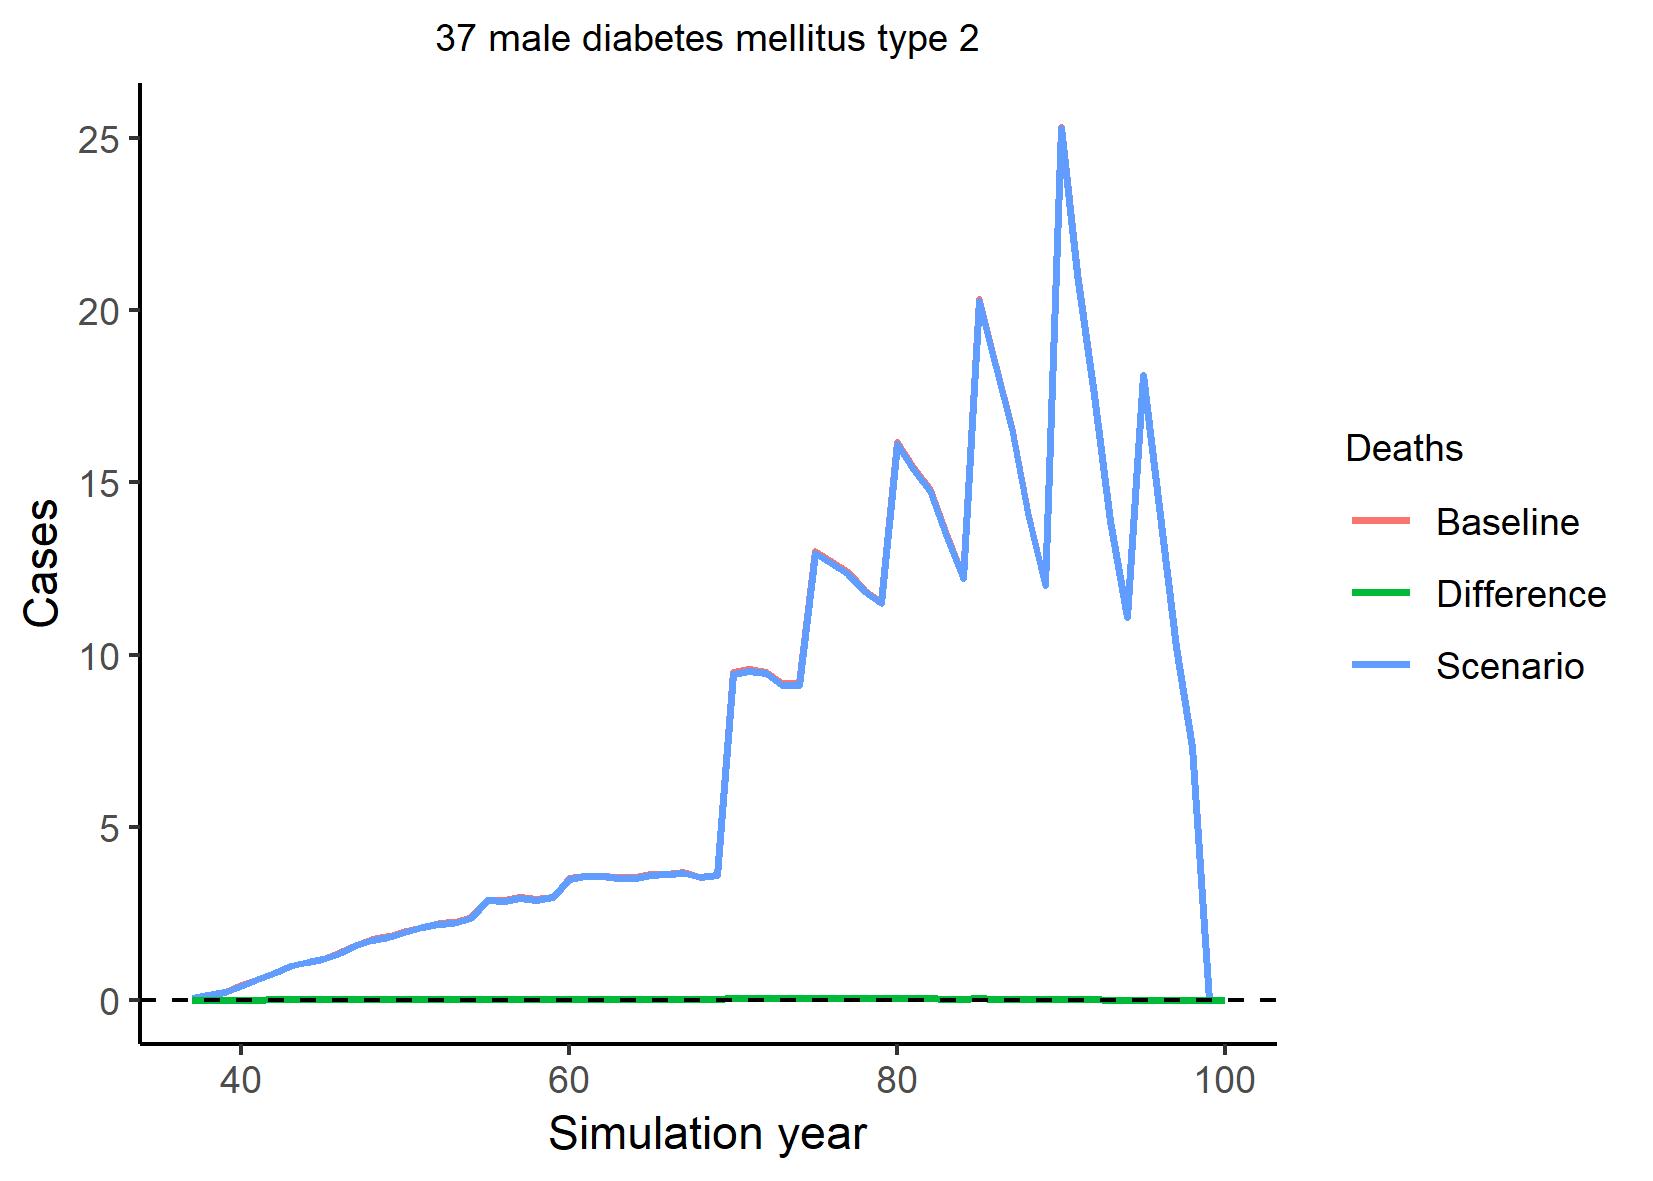 37 male diabetes mellitus type 2
25
20
15
10
5
0
Cases
40 60 80 100
Simulation year
Deaths
Baseline
Difference
Scenario